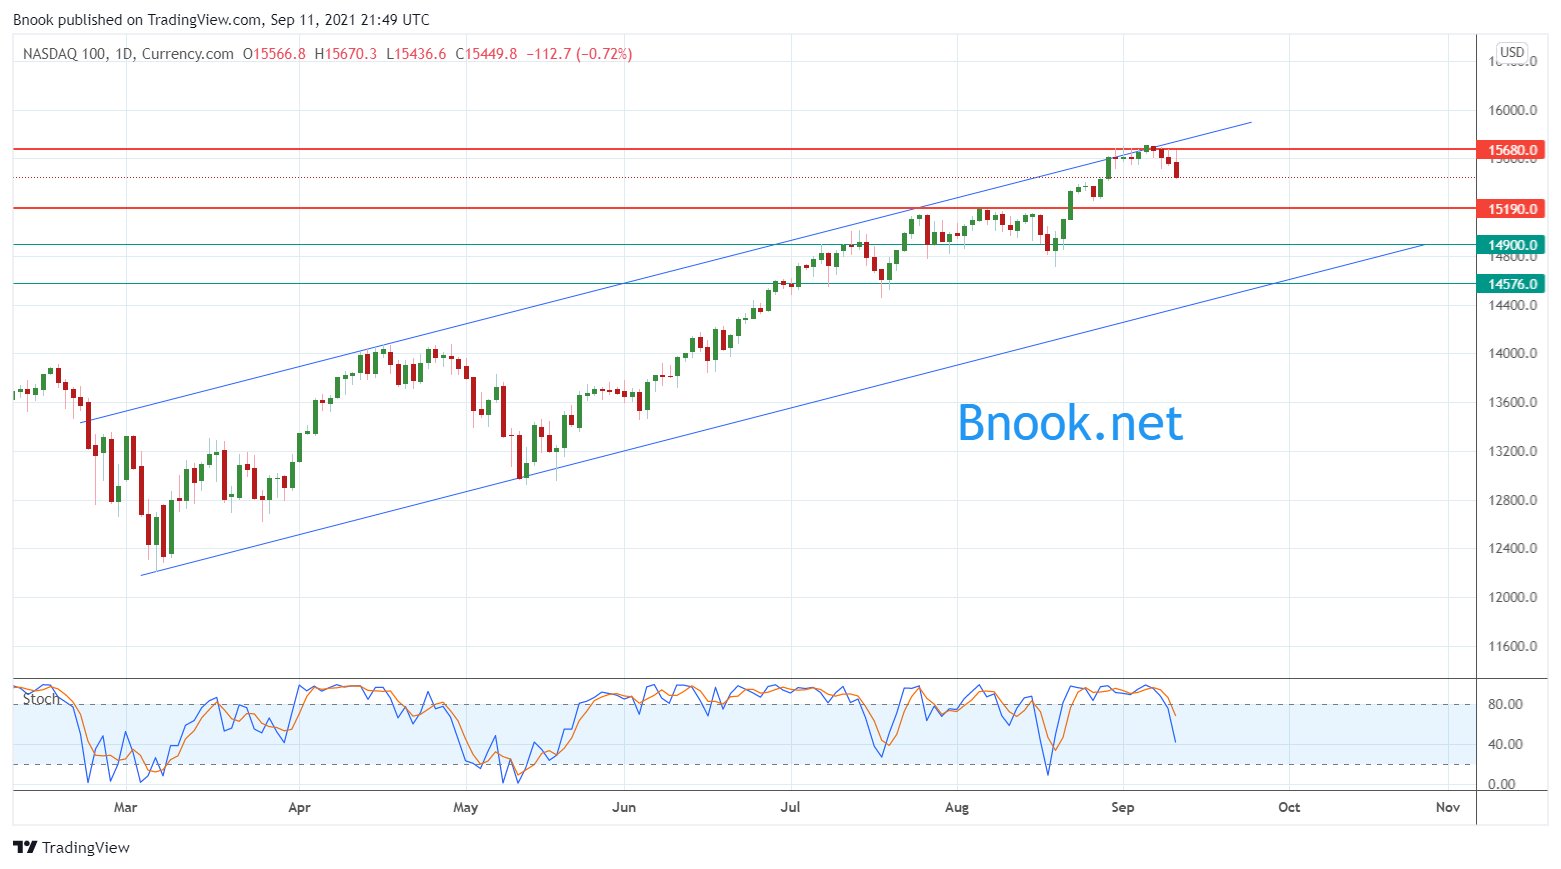 Bnook published on TradingView.com, Sep 11, 2021 21:49 UTC
NASDAQ 100, 1D, Currency.com O15566.8 H15670.3 L15436.6 C15449.8 −112.7 (−0.72%)
USD
16000.0
15680.0
15190.0
14900.0
14800.0
14576.0
14400.0
14000.0
13600.0
Bnook.net
13200.0
12800.0
12400.0
12000.0
11600.0
Stoch
80.00
40.00
0.00
Mar Apr May Jun Jul Aug Sep Oct Nov
TradingView